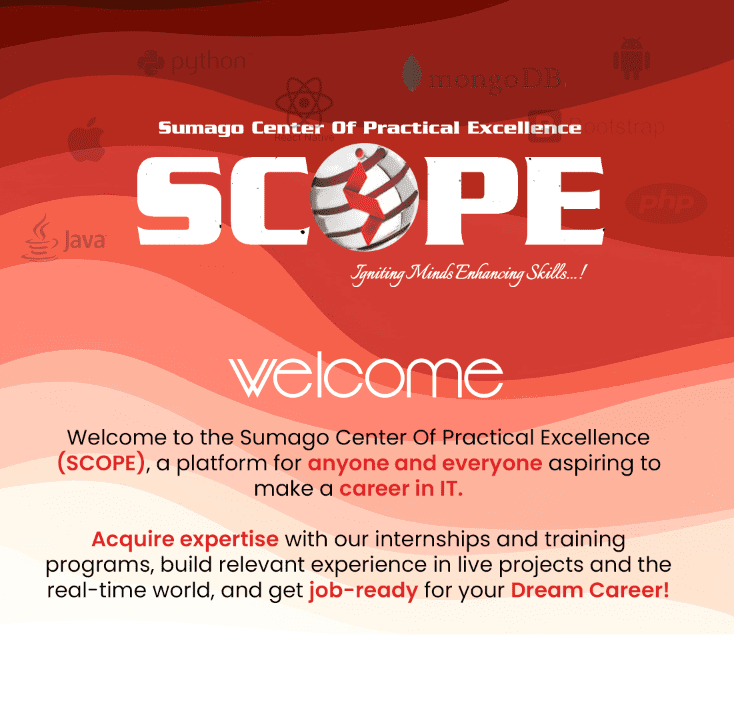 python
mongoDB
REACT NATIVE
Bootstrap
Sumago Center Of Practical Excellence
SCOPE
php
Java
Igniting Minds Enhancing Skills...!
welcome
Welcome to the Sumago Center Of Practical Excellence
(SCOPE), a platform for anyone and everyone aspiring to
make a career in IT.
Acquire expertise with our internships and training
programs, build relevant experience in live projects and the
real-time world, and get job-ready for your Dream Career!